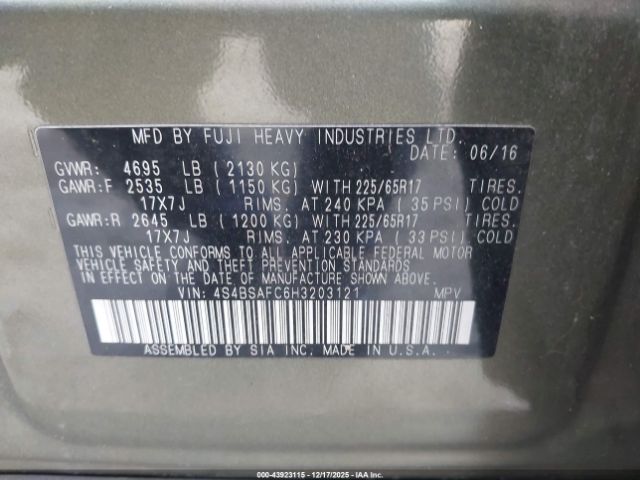 MFD BY FUJI HEAVY INDUSTRIES LTD.
DATE: 06/16
GVWR: 4695 LB (2130 KG)
GAWR:F 2535 LB (1150 KG) WITH 225/65R17 TIRES.
17X7J RIMS. AT 240 KPA (35 PSI) COLD
GAWR:R 2645 LB (1200 KG) WITH 225/65R17 TIRES.
17X7J RIMS. AT 230 KPA (33 PSI) COLD
THIS VEHICLE CONFORMS TO ALL APPLICABLE FEDERAL MOTOR
VEHICLE SAFETY AND THEFT PREVENTION STANDARDS
IN EFFECT ON THE DATE OF MANUFACTURE SHOWN ABOVE.
VIN: 4S4BSAFC6H3203121 MPV
ASSEMBLED BY SIA INC. MADE IN U.S.A.
000-43923115 - 12/17/2025 - IAAI.COM